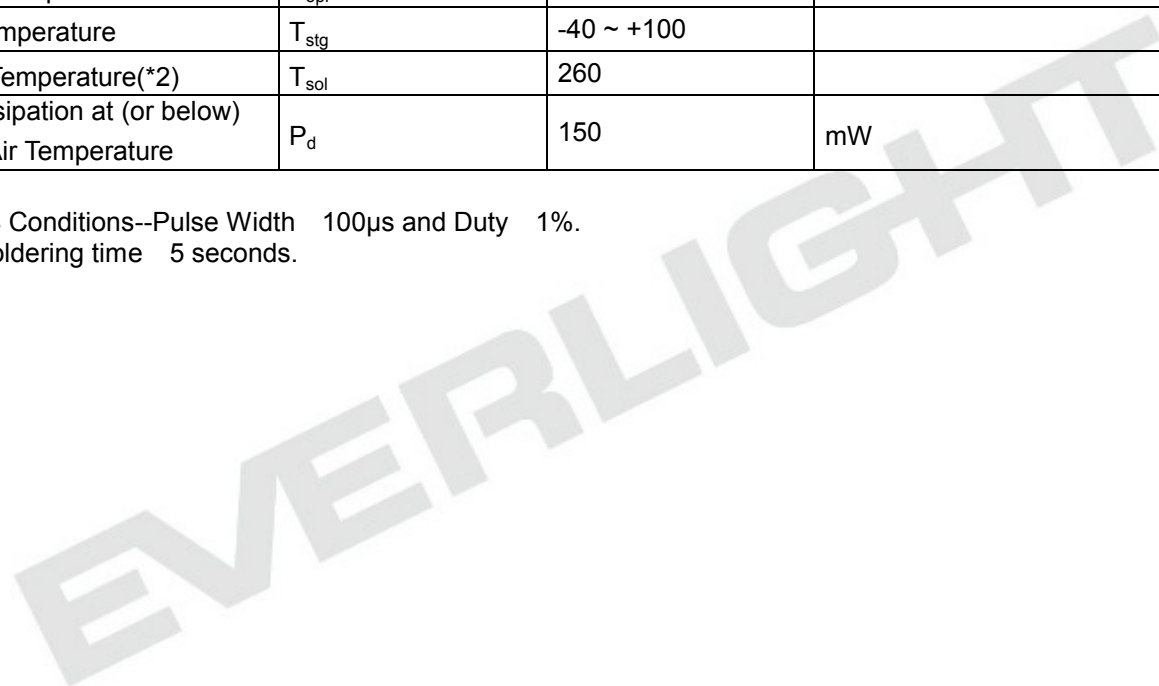 mperature T_stg -40 ~ +100
Temperature(*2) T_sol 260
sipation at (or below)
Air Temperature P_d 150 mW
Conditions--Pulse Width 100μs and Duty 1%.
oldering time 5 seconds.
EVERLIGHT